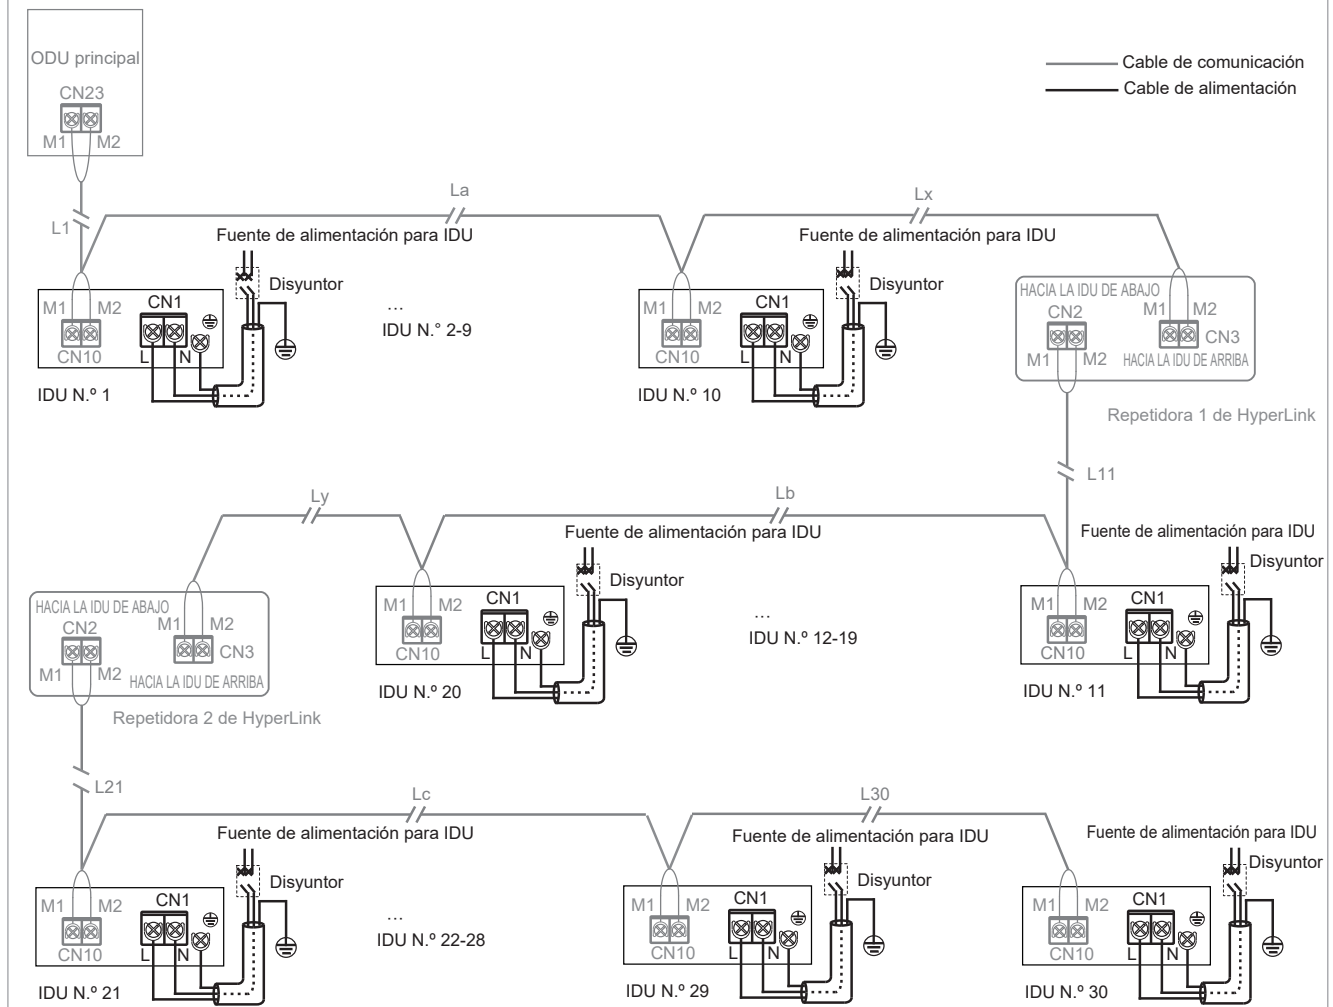 ODU principal
CN23
M1 M2
Cable de comunicación
Cable de alimentación
L1
La
Lx
Fuente de alimentación para IDU
Disyuntor
M1 M2
CN1
CN10
L N
IDU N.º 1
...
IDU N.° 2-9
Fuente de alimentación para IDU
Disyuntor
M1 M2
CN1
CN10
L N
IDU N.º 10
HACIA LA IDU DE ABAJO
CN2
M1 M2
M1 M2
CN3
HACIA LA IDU DE ARRIBA
Repetidora 1 de HyperLink
L11
Ly
Lb
HACIA LA IDU DE ABAJO
CN2
M1 M2
M1 M2
CN3
HACIA LA IDU DE ARRIBA
Repetidora 2 de HyperLink
Fuente de alimentación para IDU
Disyuntor
M1 M2
CN1
CN10
L N
IDU N.º 20
...
IDU N.º 12-19
Fuente de alimentación para IDU
Disyuntor
M1 M2
CN1
CN10
L N
IDU N.º 11
L21
Lc
L30
Fuente de alimentación para IDU
Disyuntor
M1 M2
CN1
CN10
L N
IDU N.º 21
...
IDU N.º 22-28
Fuente de alimentación para IDU
Disyuntor
M1 M2
CN1
CN10
L N
IDU N.º 29
Fuente de alimentación para IDU
Disyuntor
M1 M2
CN1
CN10
L N
IDU N.º 30